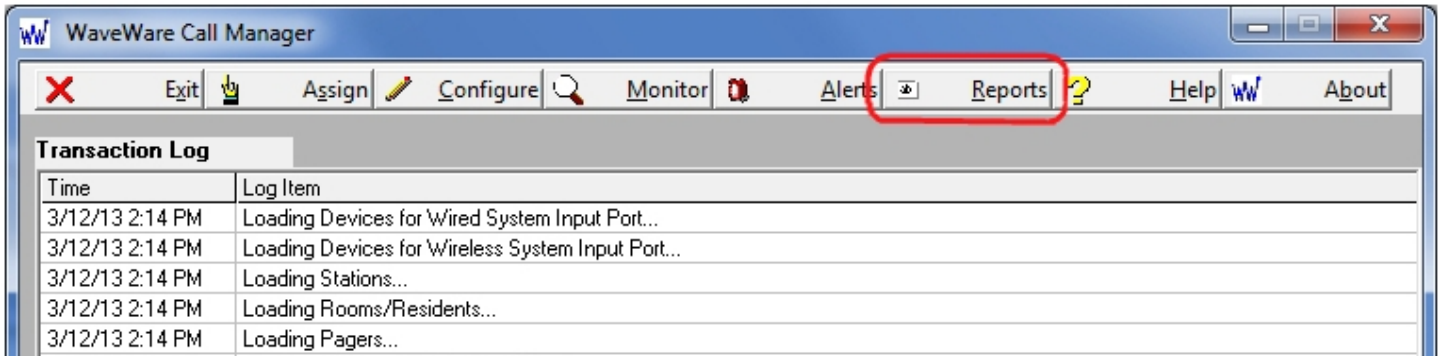 WaveWare Call Manager
Exit Assign Configure Monitor Alerts Reports Help About
Transaction Log
Time Log Item
3/12/13 2:14 PM Loading Devices for Wired System Input Port...
3/12/13 2:14 PM Loading Devices for Wireless System Input Port...
3/12/13 2:14 PM Loading Stations...
3/12/13 2:14 PM Loading Rooms/Residents...
3/12/13 2:14 PM Loading Pagers...